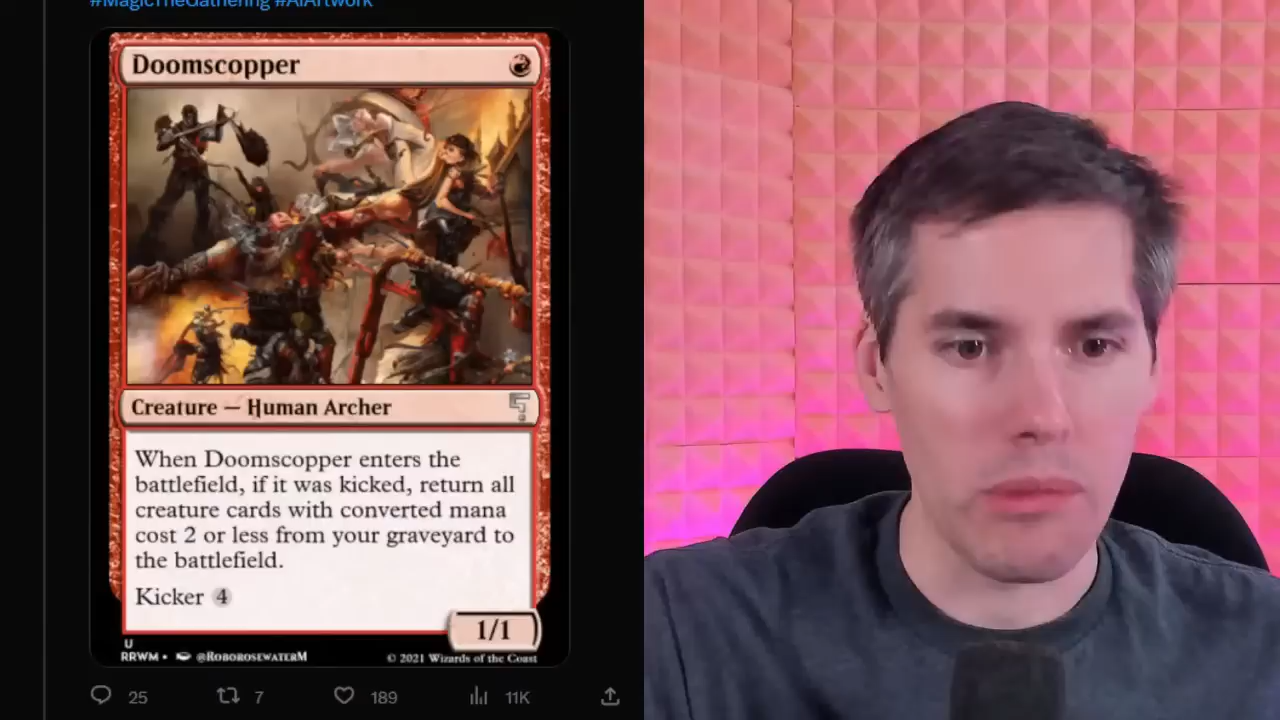 #MagicTheGathering #AIArtwork
Doomscopper
Creature — Human Archer
When Doomscopper enters the
battlefield, if it was kicked, return all
creature cards with converted mana
cost 2 or less from your graveyard to
the battlefield.
Kicker 4
1/1
U
RRWM • @RoborosewaterM
© 2021 Wizards of the Coast
25 7 189 11K